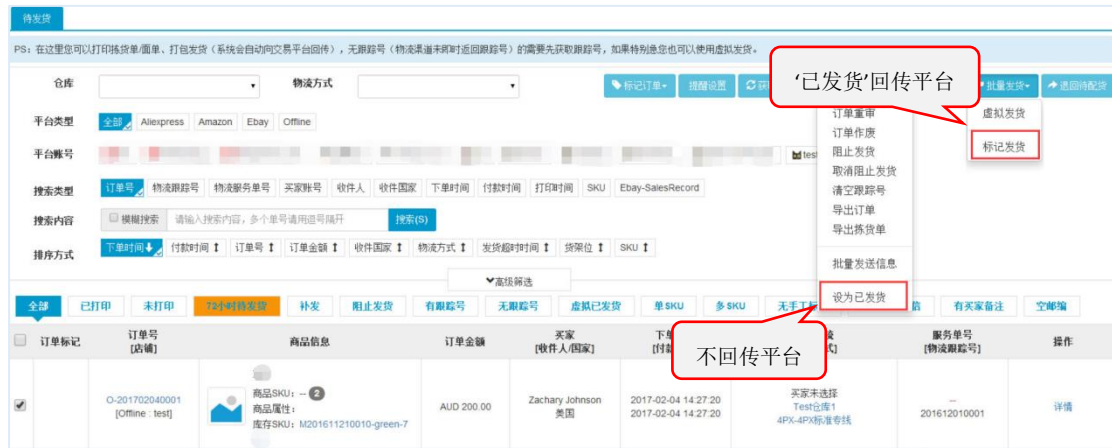 待发货
PS：在这里您可以打印拣货单/面单、打包发货（系统会自动向交易平台回传），无跟踪号（物流渠道未即时返回跟踪号）的需要先获取跟踪号，如果特别急您也可以使用虚拟发货。
仓库 物流方式 标记订单 提醒设置 批量发货 退回待配货
'已发货'回传平台
平台类型 全部 Aliexpress Amazon Ebay Offline
订单重审 虚拟发货
订单作废
平台账号 test
阻止发货 标记发货
取消阻止发货
搜索类型 订单号 物流跟踪号 物流服务单号 买家账号 收件人 收件国家 下单时间 付款时间 打印时间 SKU Ebay-SalesRecord
清空跟踪号
导出订单
搜索内容 模糊搜索 请输入搜索内容，多个单号请用逗号隔开 搜索(S)
导出拣货单
排序方式 下单时间 付款时间 订单号 订单金额 收件国家 物流方式 发货超时时间 货架位 SKU
批量发送信息
高级筛选
设为已发货
全部 已打印 未打印 72小时待发货 补发 阻止发货 有跟踪号 无跟踪号 虚拟已发货 单SKU 多SKU 有买家备注 空邮编
不回传平台
订单标记 订单号 商品信息 订单金额 买家 服务单号 操作
[店铺] [收件人/国家] [物流跟踪号]
商品SKU：-- 2
O-201702040001 商品属性： AUD 200.00 Zachary Johnson 2017-02-04 14:27:20 买家未选择 -- 详情
[Offline : test] 库存SKU：M201611210010-green-7 美国 2017-02-04 14:27:20 Test仓库1 201612010001
4PX-4PX标准专线